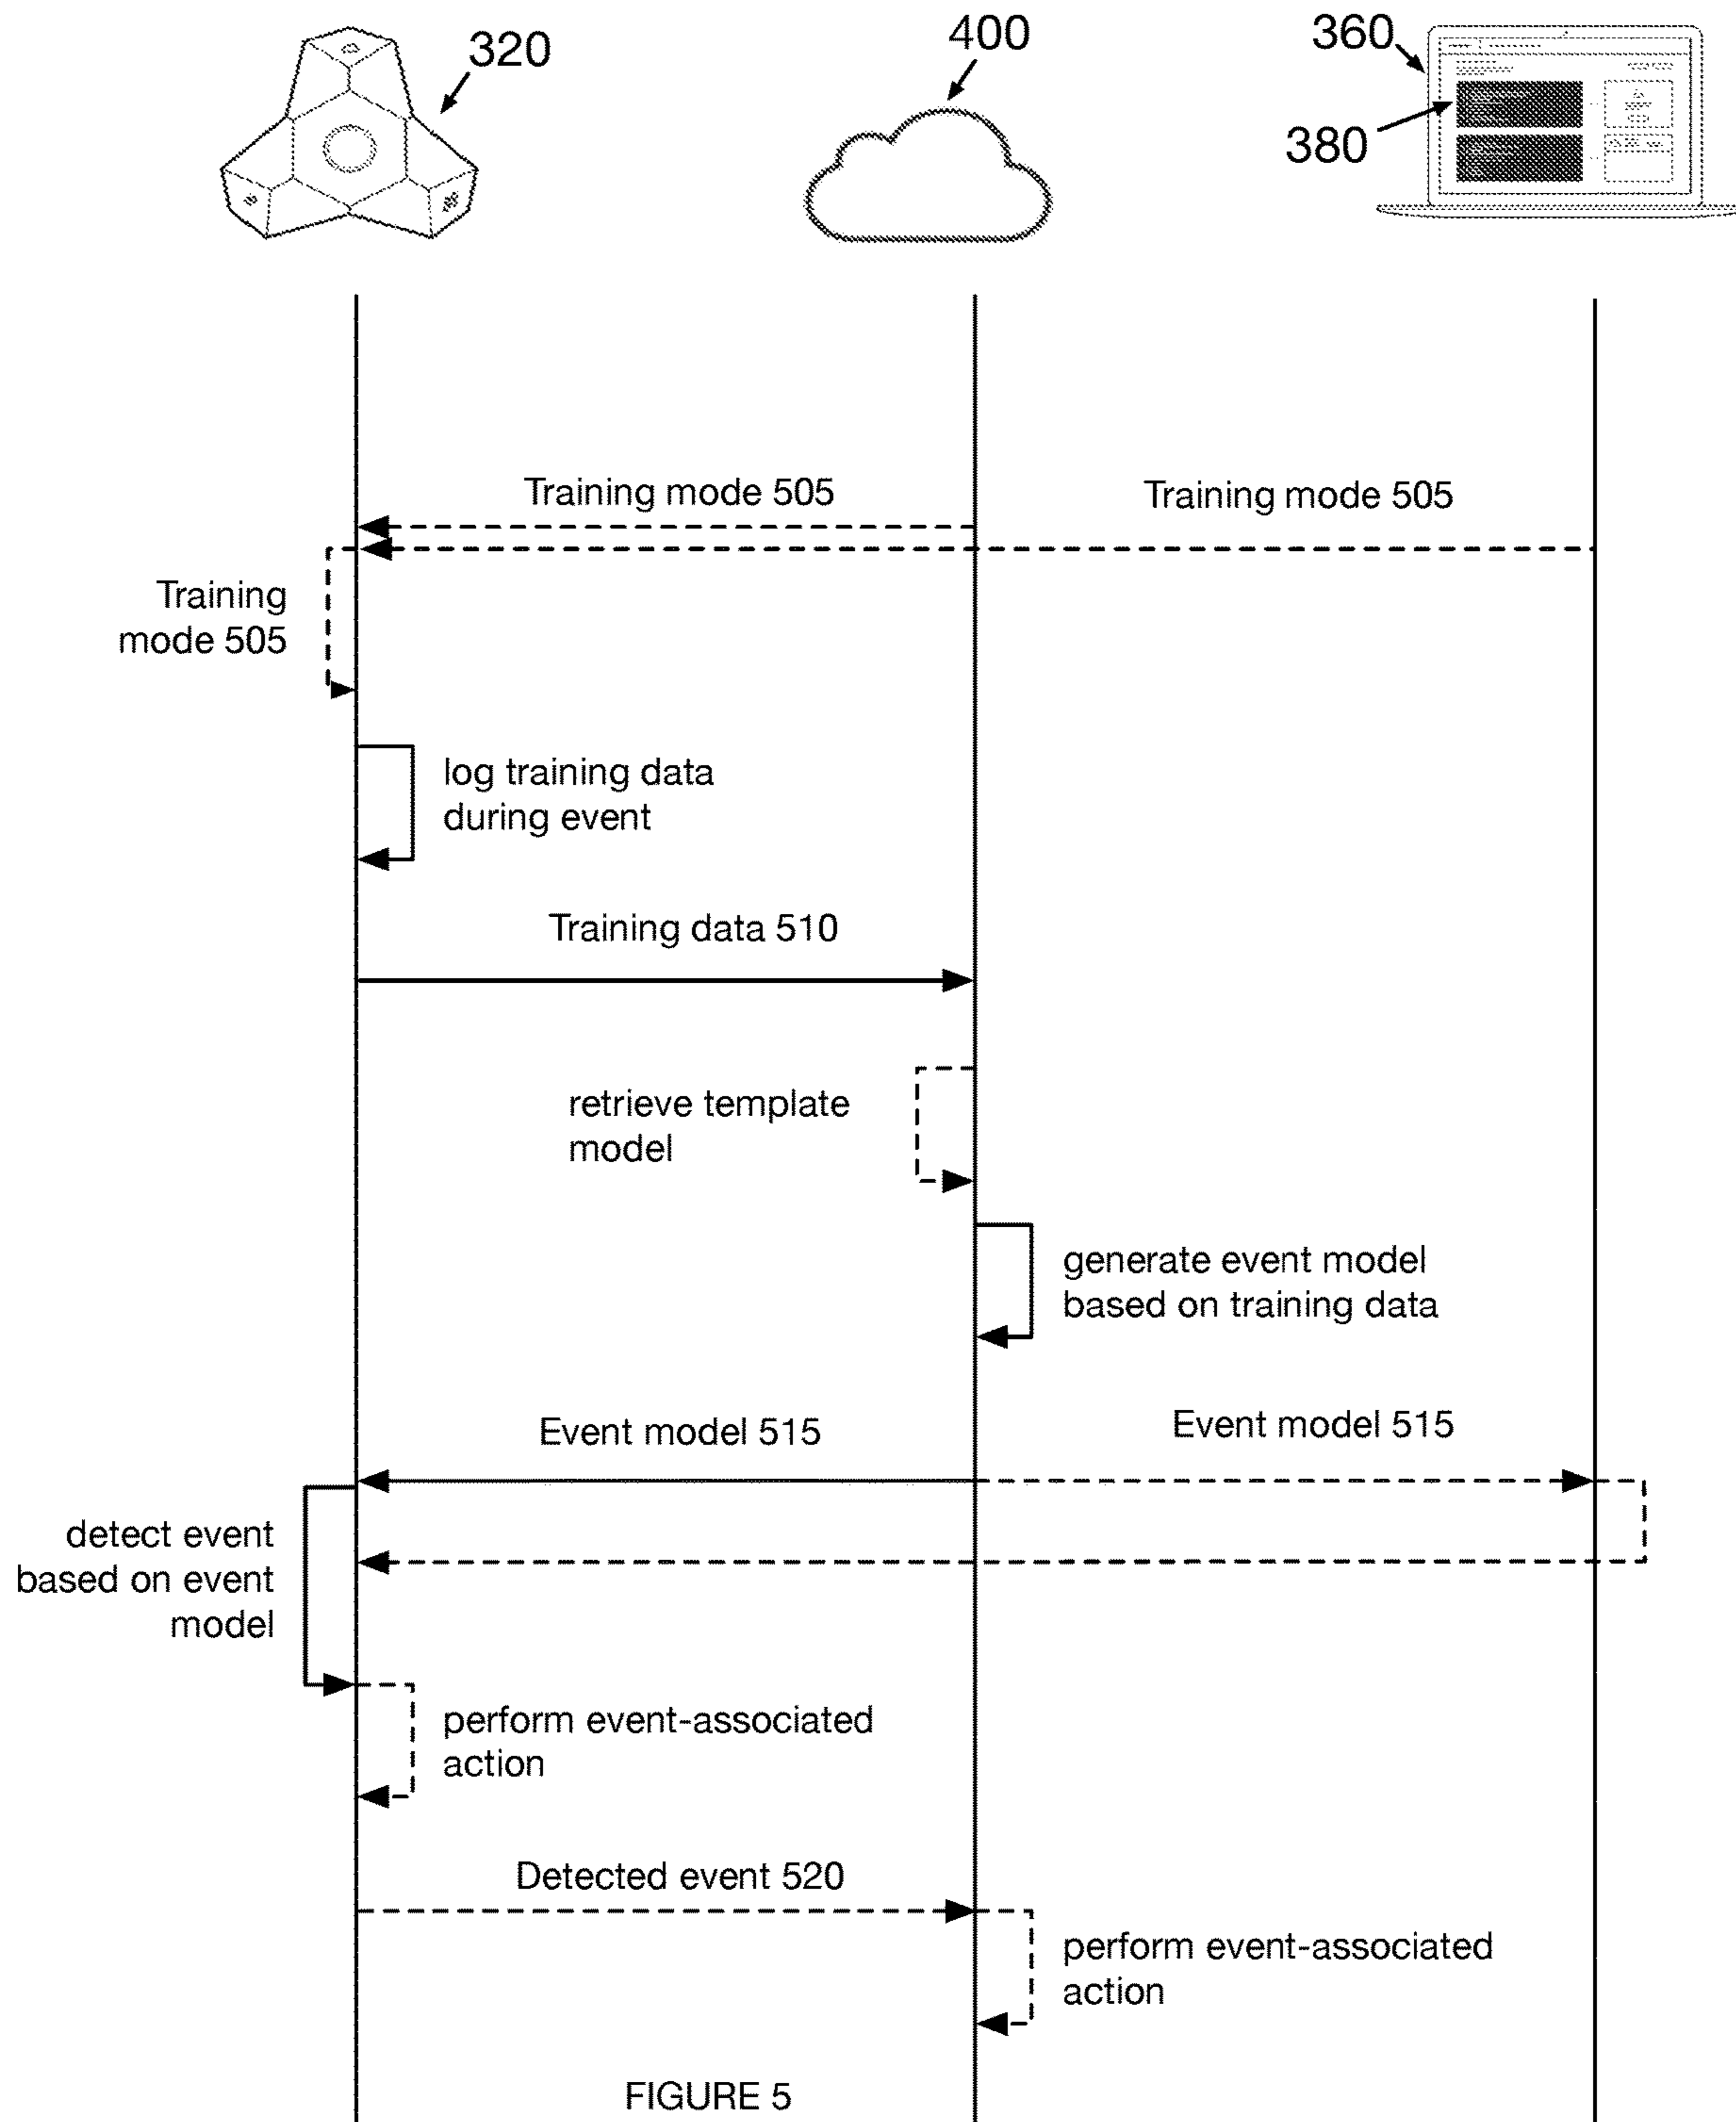 320
400
360
380
Training mode 505
Training mode 505
Training
mode 505
log training data
during event
Training data 510
retrieve template
model
generate event model
based on training data
Event model 515
Event model 515
detect event
based on event
model
perform event-associated
action
Detected event 520
perform event-associated
action
FIGURE 5